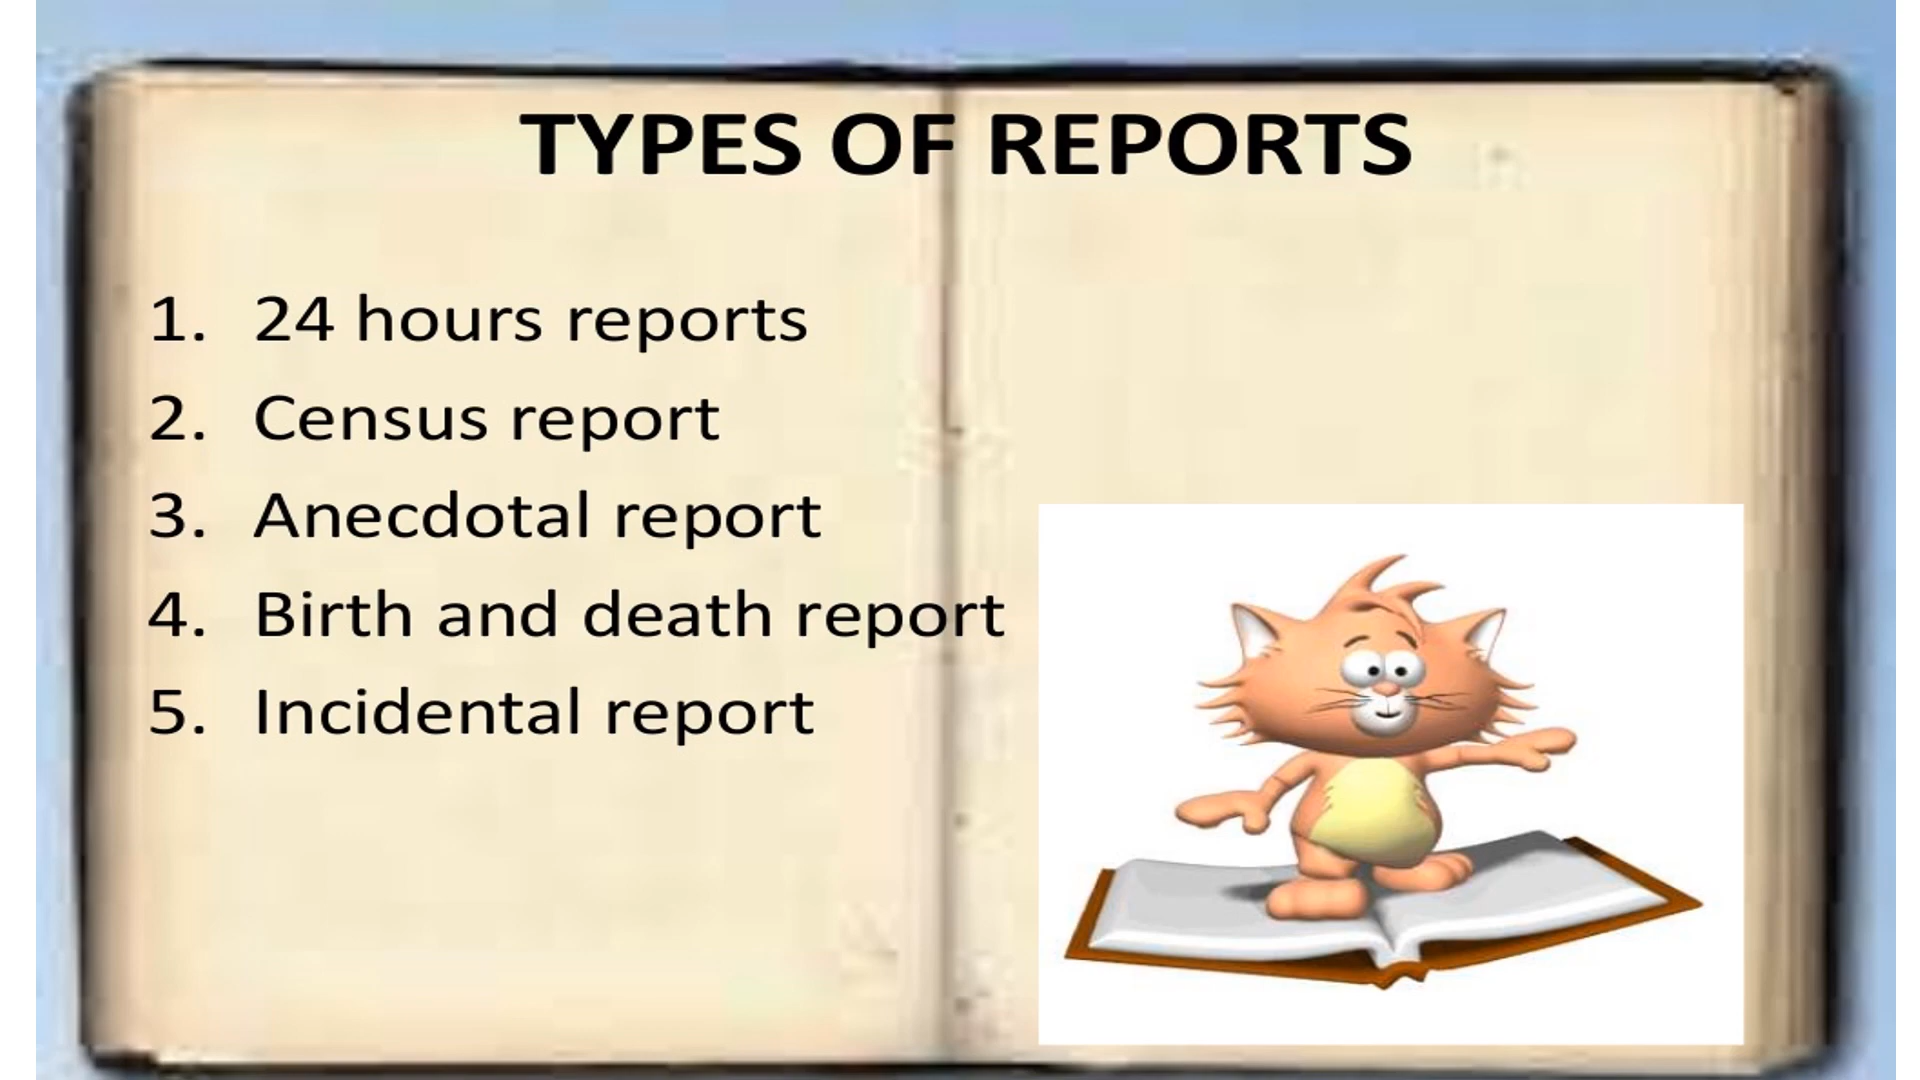 TYPES OF REPORTS
1. 24 hours reports
2. Census report
3. Anecdotal report
4. Birth and death report
5. Incidental report